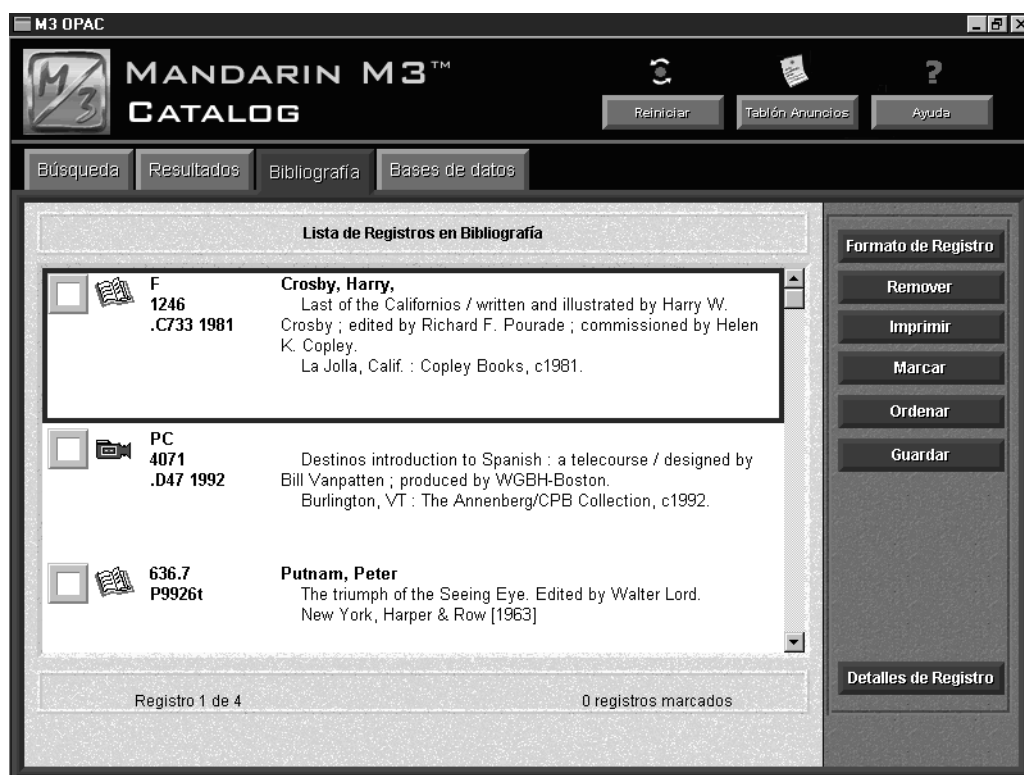 M3 OPAC
M/3
MANDARIN M3™
CATALOG
?
Reiniciar
Tablón Anuncios
Ayuda
Búsqueda
Resultados
Bibliografía
Bases de datos
Lista de Registros en Bibliografía
F
1246
.C733 1981
Crosby, Harry,
Last of the Californios / written and illustrated by Harry W.
Crosby ; edited by Richard F. Pourade ; commissioned by Helen
K. Copley.
La Jolla, Calif. : Copley Books, c1981.
PC
4071
.D47 1992
Destinos introduction to Spanish : a telecourse / designed by
Bill Vanpatten ; produced by WGBH-Boston.
Burlington, VT : The Annenberg/CPB Collection, c1992.
636.7
P9926t
Putnam, Peter
The triumph of the Seeing Eye. Edited by Walter Lord.
New York, Harper & Row [1963]
Registro 1 de 4
0 registros marcados
Formato de Registro
Remover
Imprimir
Marcar
Ordenar
Guardar
Detalles de Registro